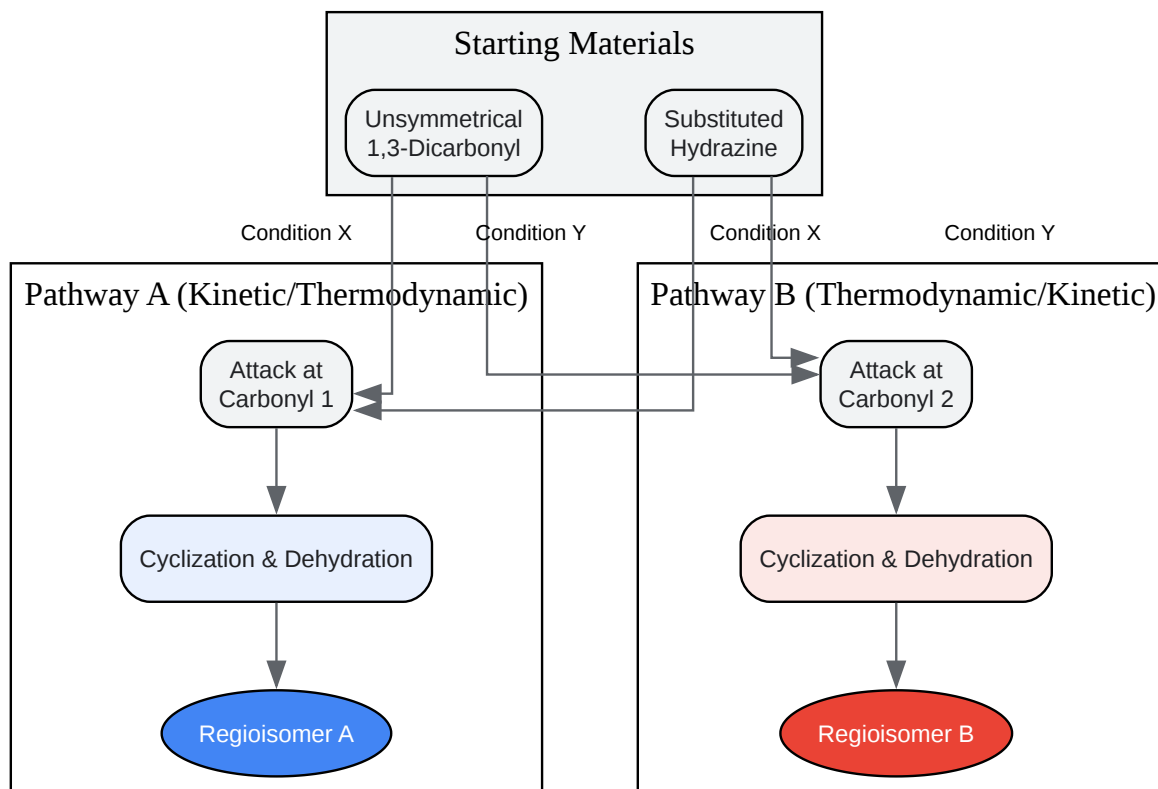 Starting Materials
Unsymmetrical
1,3-Dicarbonyl
Substituted
Hydrazine
Condition X
Condition Y
Condition X
Condition Y
Pathway A (Kinetic/Thermodynamic)
Pathway B (Thermodynamic/Kinetic)
Attack at
Carbonyl 1
Attack at
Carbonyl 2
Cyclization & Dehydration
Cyclization & Dehydration
Regioisomer A
Regioisomer B